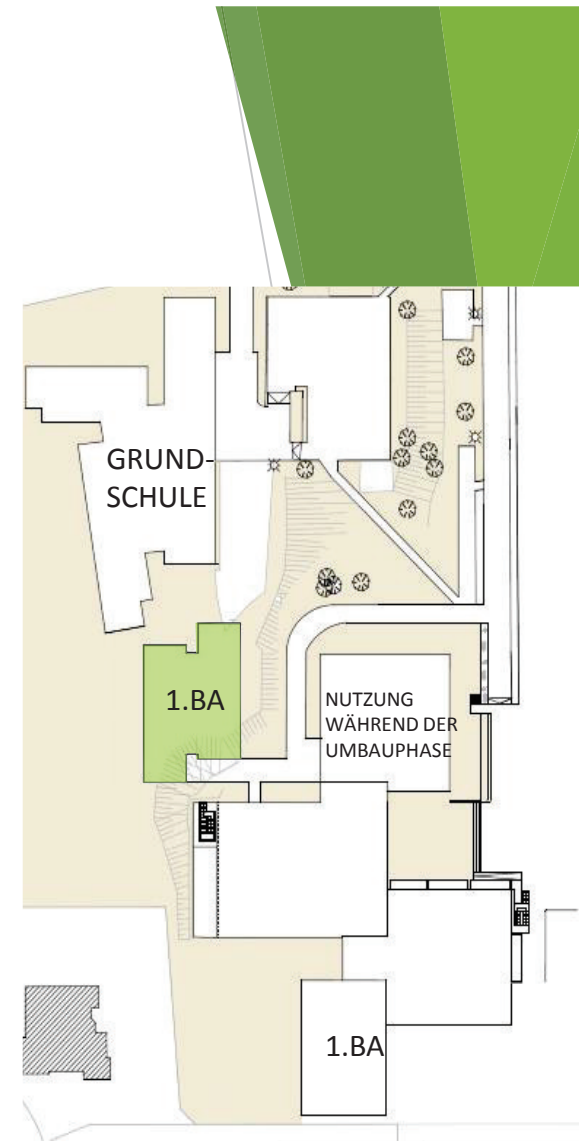 GRUND-
SCHULE
1.BA
NUTZUNG
WÄHREND DER
UMBAUPHASE
1.BA